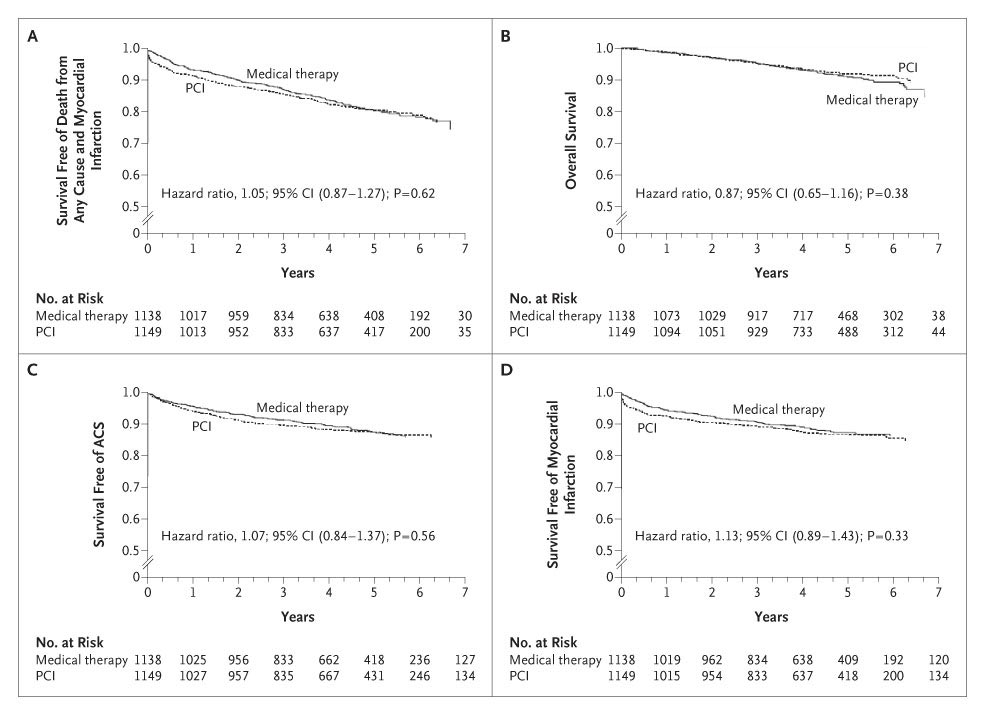 A
Survival Free of Death from
Any Cause and Myocardial
Infarction
1.0
0.9
0.8
0.7
0.6
0.5
0
Medical therapy
PCI
Hazard ratio, 1.05; 95% CI (0.87–1.27); P=0.62
0 1 2 3 4 5 6 7
Years
No. at Risk
Medical therapy 1138 1017 959 834 638 408 192 30
PCI 1149 1013 952 833 637 417 200 35
B
Overall Survival
1.0
0.9
0.8
0.7
0.6
0.5
0
PCI
Medical therapy
Hazard ratio, 0.87; 95% CI (0.65–1.16); P=0.38
0 1 2 3 4 5 6 7
Years
No. at Risk
Medical therapy 1138 1073 1029 917 717 468 302 38
PCI 1149 1094 1051 929 733 488 312 44
C
Survival Free of ACS
1.0
0.9
0.8
0.7
0.6
0.5
0
Medical therapy
PCI
Hazard ratio, 1.07; 95% CI (0.84–1.37); P=0.56
0 1 2 3 4 5 6 7
Years
No. at Risk
Medical therapy 1138 1025 956 833 662 418 236 127
PCI 1149 1027 957 835 667 431 246 134
D
Survival Free of Myocardial
Infarction
1.0
0.9
0.8
0.7
0.6
0.5
0
Medical therapy
PCI
Hazard ratio, 1.13; 95% CI (0.89–1.43); P=0.33
0 1 2 3 4 5 6 7
Years
No. at Risk
Medical therapy 1138 1019 962 834 638 409 192 120
PCI 1149 1015 954 833 637 418 200 134